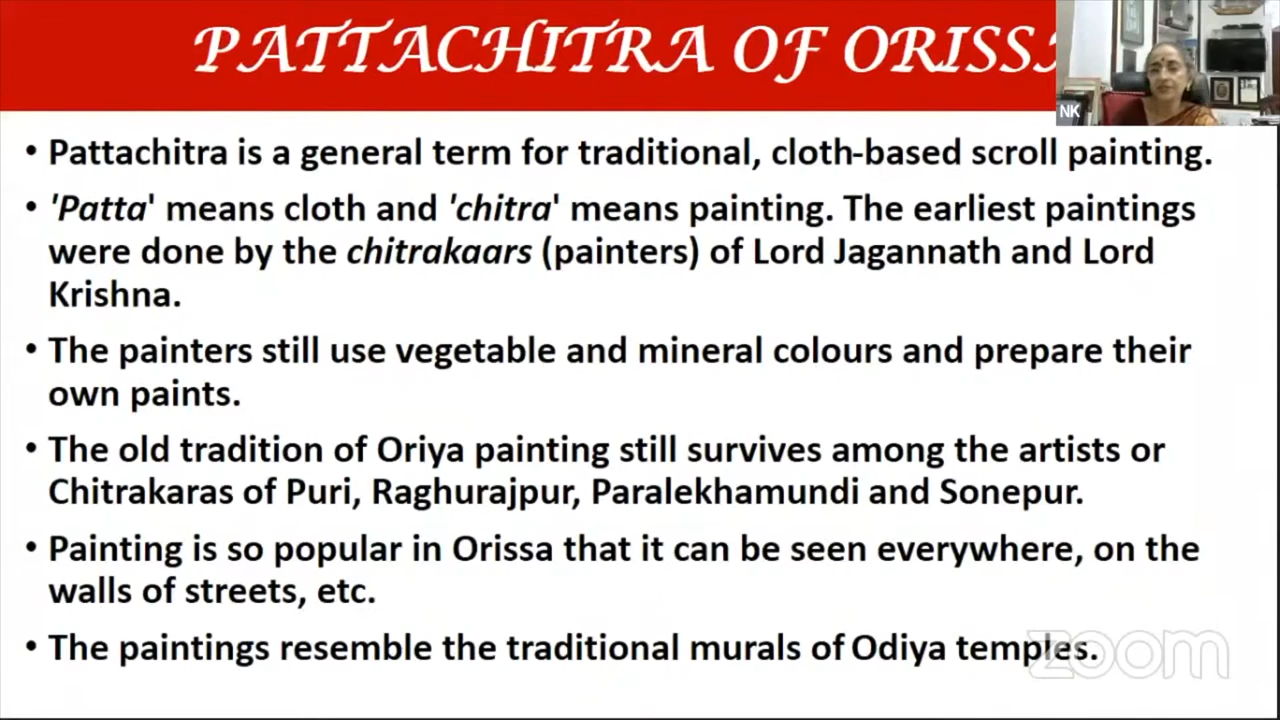 PATTACHITRA OF ORISSA
NK
• Pattachitra is a general term for traditional, cloth-based scroll painting.
• 'Patta' means cloth and 'chitra' means painting. The earliest paintings
were done by the chitrakaars (painters) of Lord Jagannath and Lord
Krishna.
• The painters still use vegetable and mineral colours and prepare their
own paints.
• The old tradition of Oriya painting still survives among the artists or
Chitrakaras of Puri, Raghurajpur, Paralekhamundi and Sonepur.
• Painting is so popular in Orissa that it can be seen everywhere, on the
walls of streets, etc.
• The paintings resemble the traditional murals of Odiya temples.
zoom